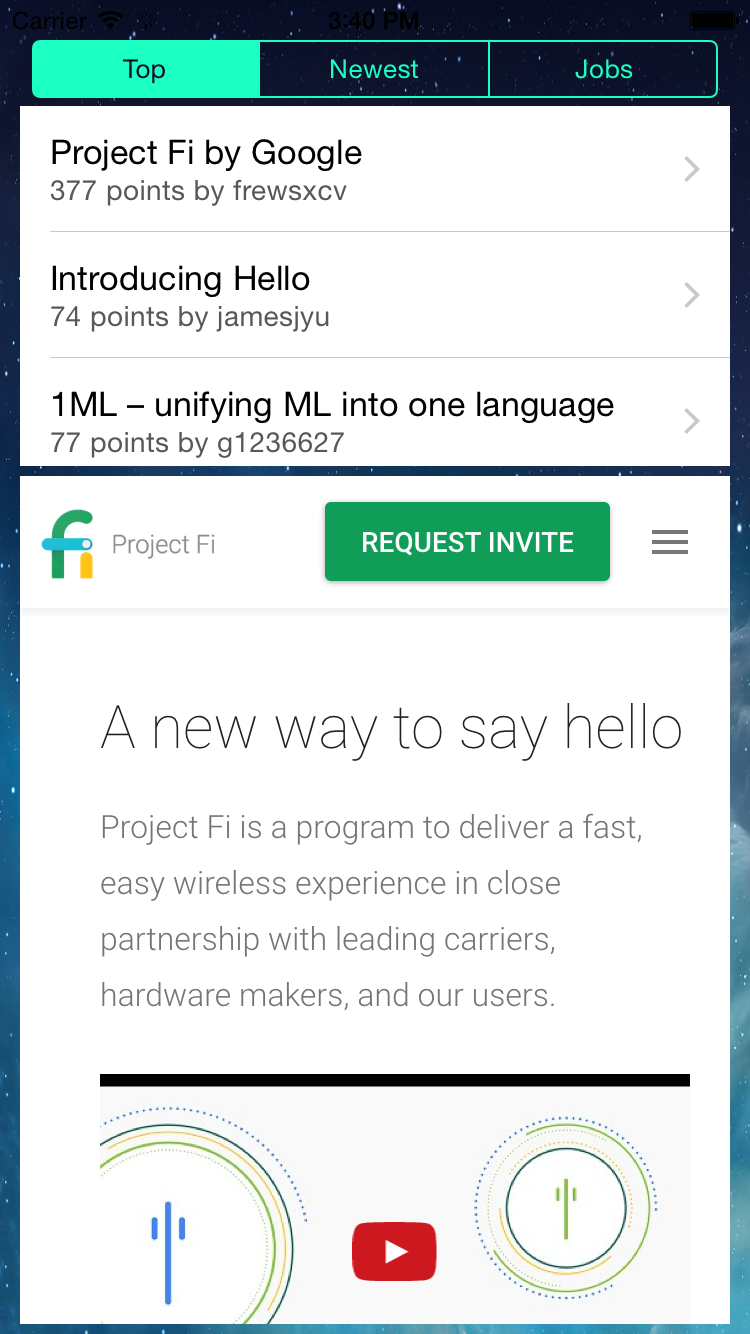 Carrier 3:40 PM
Top Newest Jobs
Project Fi by Google
377 points by frewsxcv
Introducing Hello
74 points by jamesjyu
1ML – unifying ML into one language
77 points by g1236627
fi Project Fi REQUEST INVITE
A new way to say hello
Project Fi is a program to deliver a fast,
easy wireless experience in close
partnership with leading carriers,
hardware makers, and our users.